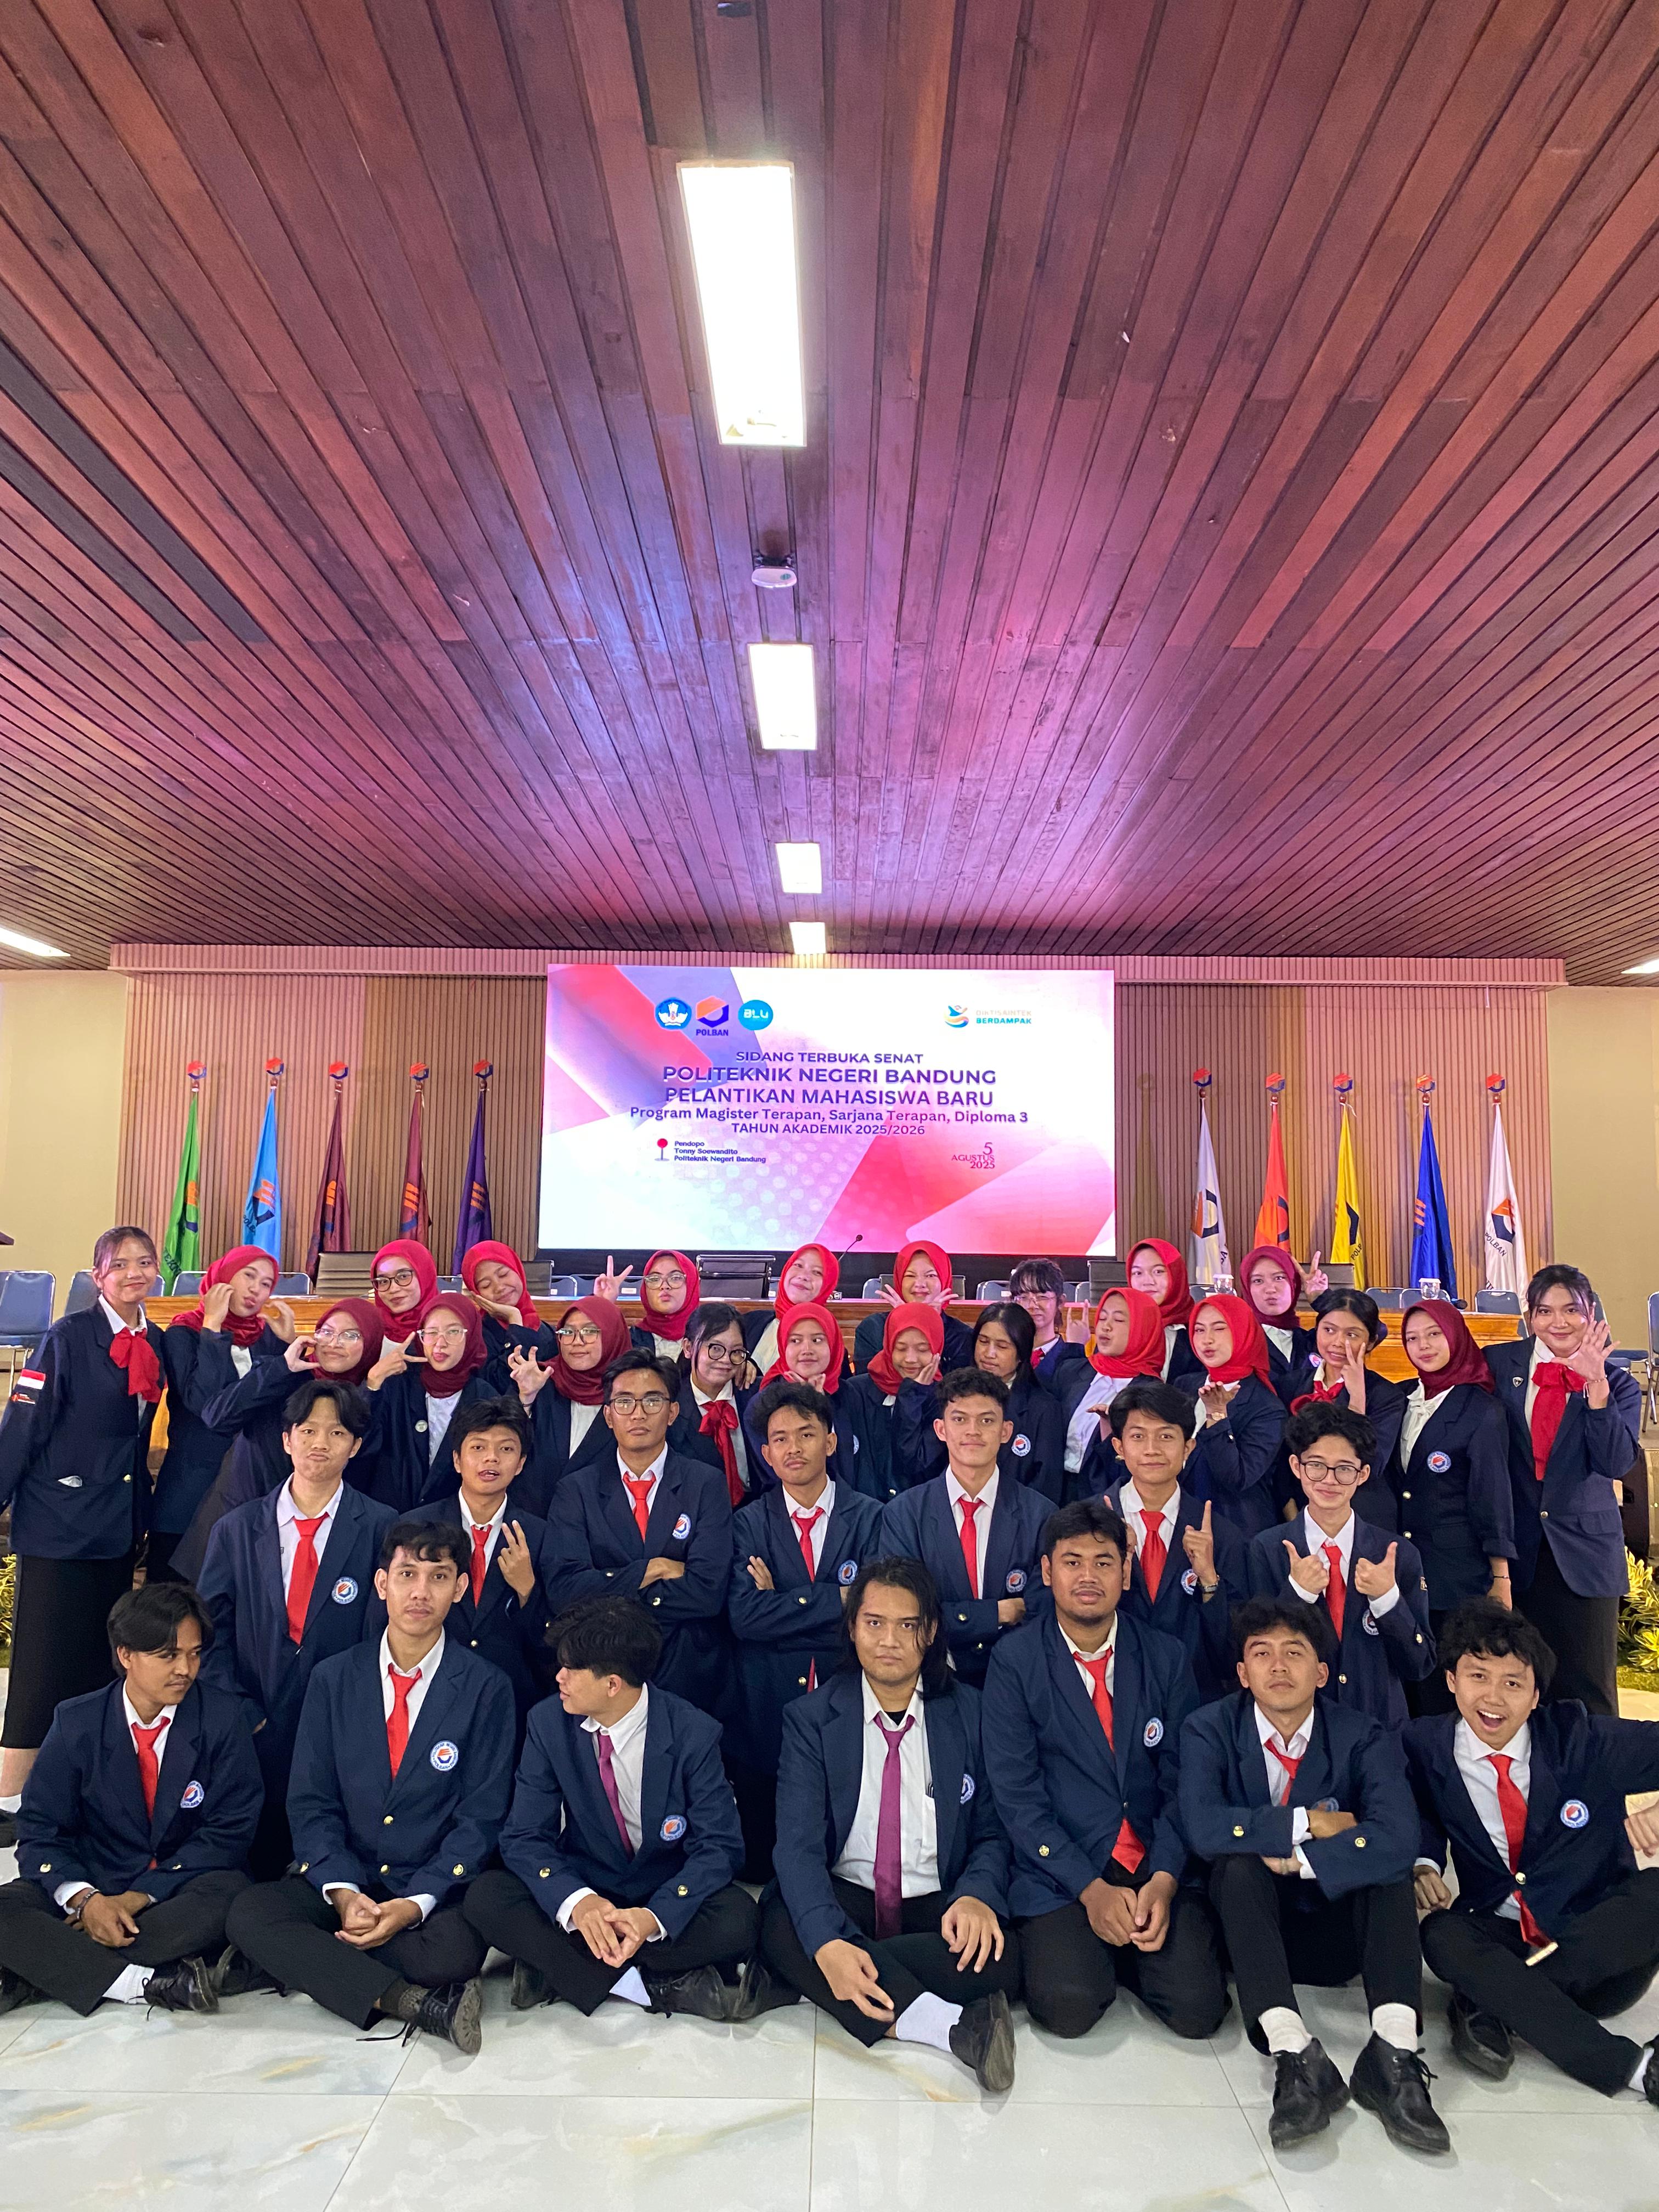 POLBAN
BLU
DIKTISAINTEK
BERDAMPAK
SIDANG TERBUKA SENAT
POLITEKNIK NEGERI BANDUNG
PELANTIKAN MAHASISWA BARU
Program Magister Terapan, Sarjana Terapan, Diploma 3
TAHUN AKADEMIK 2025/2026
Pendopo
Tonny Soewandito
Politeknik Negeri Bandung
5
AGUSTUS
2025
POLBAN